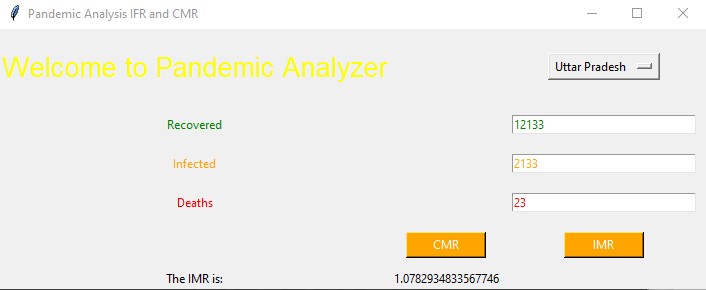 Pandemic Analysis IFR and CMR
Welcome to Pandemic Analyzer
Uttar Pradesh
Recovered 12133
Infected 2133
Deaths 23
CMR IMR
The IMR is: 1.0782934833567746